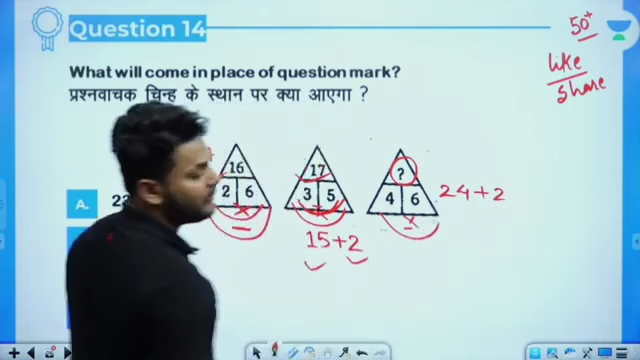 Question 14
50+
like
share
What will come in place of question mark?
प्रश्नवाचक चिन्ह के स्थान पर क्या आएगा ?
16
17
?
2 6
3 5
4 6
24+2
A.
15+2